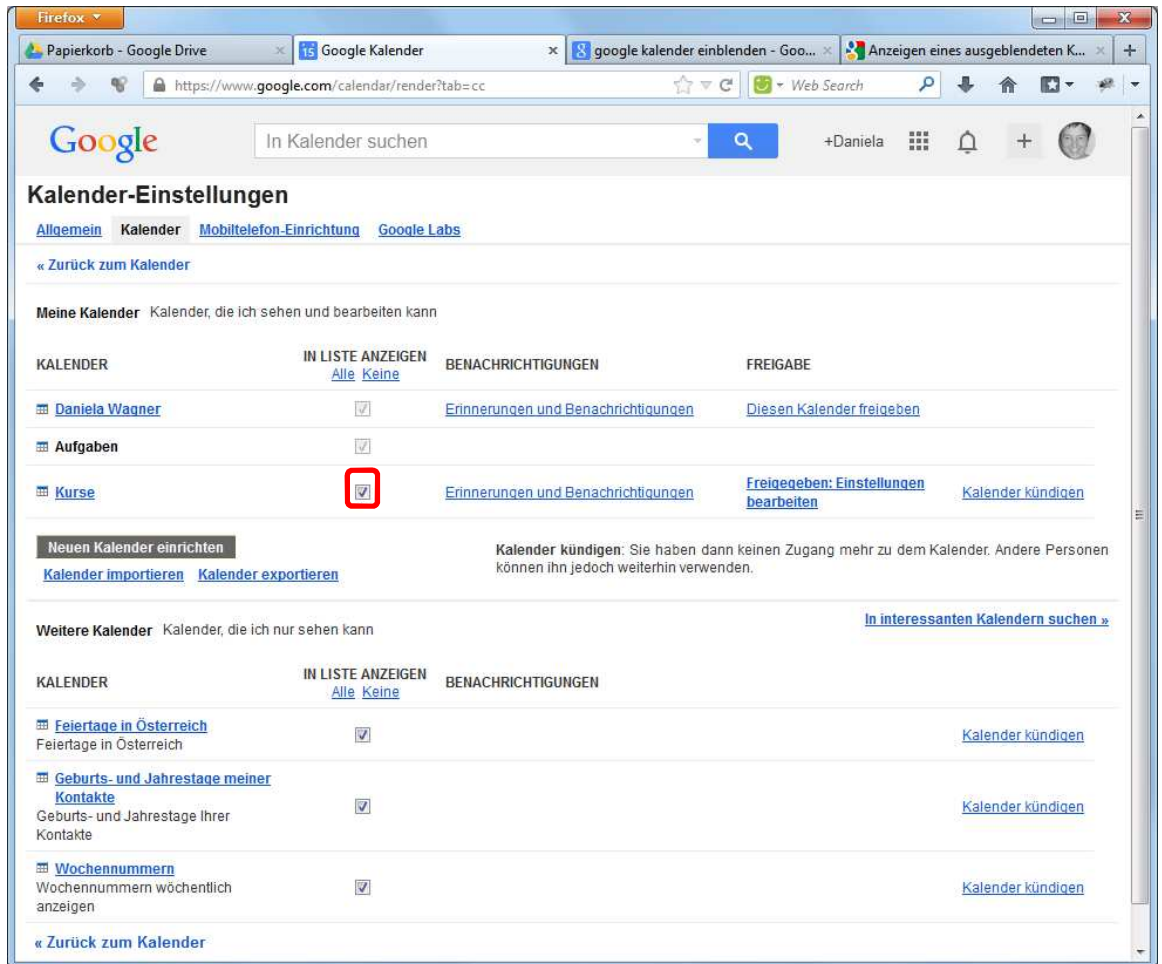 Firefox
Papierkorb - Google Drive
15 Google Kalender
8 google kalender einblenden - Goo...
Anzeigen eines ausgeblendeten K...
https://www.google.com/calendar/render?tab=cc
Web Search
Google
In Kalender suchen
+Daniela
Kalender-Einstellungen
Allgemein Kalender Mobiltelefon-Einrichtung Google Labs
« Zurück zum Kalender
Meine Kalender Kalender, die ich sehen und bearbeiten kann
KALENDER
IN LISTE ANZEIGEN
Alle Keine
BENACHRICHTIGUNGEN
FREIGABE
Daniela Wagner
Erinnerungen und Benachrichtigungen
Diesen Kalender freigeben
Aufgaben
Kurse
Erinnerungen und Benachrichtigungen
Freigegeben: Einstellungen
bearbeiten
Kalender kündigen
Neuen Kalender einrichten
Kalender importieren Kalender exportieren
Kalender kündigen: Sie haben dann keinen Zugang mehr zu dem Kalender. Andere Personen
können ihn jedoch weiterhin verwenden.
In interessanten Kalendern suchen »
Weitere Kalender Kalender, die ich nur sehen kann
KALENDER
IN LISTE ANZEIGEN
Alle Keine
BENACHRICHTIGUNGEN
Feiertage in Österreich
Feiertage in Österreich
Kalender kündigen
Geburts- und Jahrestage meiner
Kontakte
Geburts- und Jahrestage Ihrer
Kontakte
Kalender kündigen
Wochennummern
Wochennummern wöchentlich
anzeigen
Kalender kündigen
« Zurück zum Kalender